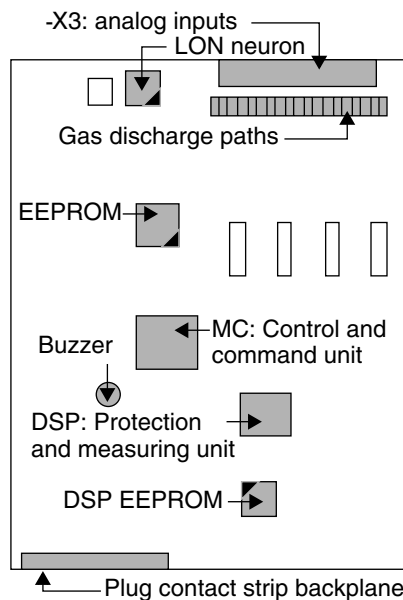 -X3: analog inputs
LON neuron
Gas discharge paths
EEPROM
MC: Control and
command unit
Buzzer
DSP: Protection
and measuring unit
DSP EEPROM
Plug contact strip backplane